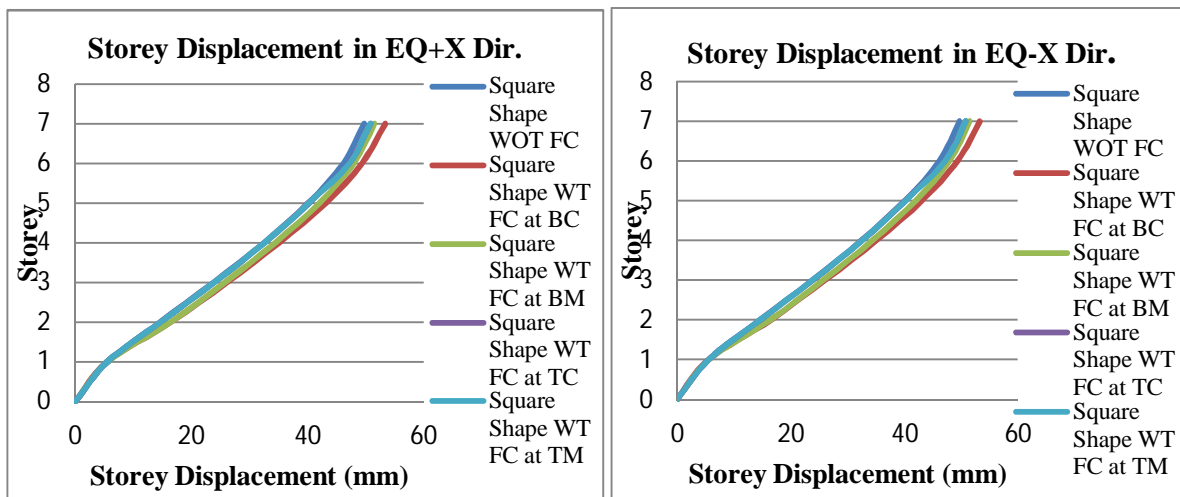 Storey Displacement in EQ+X Dir.
8
7
6
5
4
3
2
1
0
Storey
0
20
40
60
Storey Displacement (mm)
Square
Shape
WOT FC
Square
Shape WT
FC at BC
Square
Shape WT
FC at BM
Square
Shape WT
FC at TC
Square
Shape WT
FC at TM
Storey Displacement in EQ-X Dir.
8
7
6
5
4
3
2
1
0
Storey
0
20
40
60
Storey Displacement (mm)
Square
Shape
WOT FC
Square
Shape WT
FC at BC
Square
Shape WT
FC at BM
Square
Shape WT
FC at TC
Square
Shape WT
FC at TM